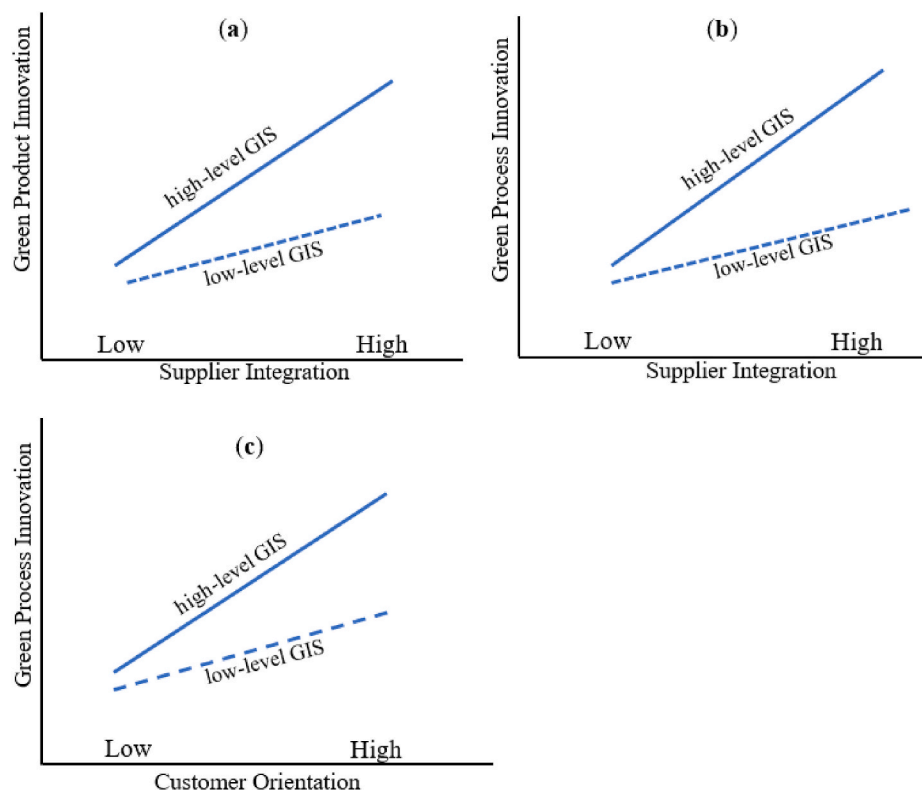 (a)
Green Product Innovation
high-level GIS
low-level GIS
Low
High
Supplier Integration
(b)
Green Process Innovation
high-level GIS
low-level GIS
Low
High
Supplier Integration
(c)
Green Process Innovation
high-level GIS
low-level GIS
Low
High
Customer Orientation